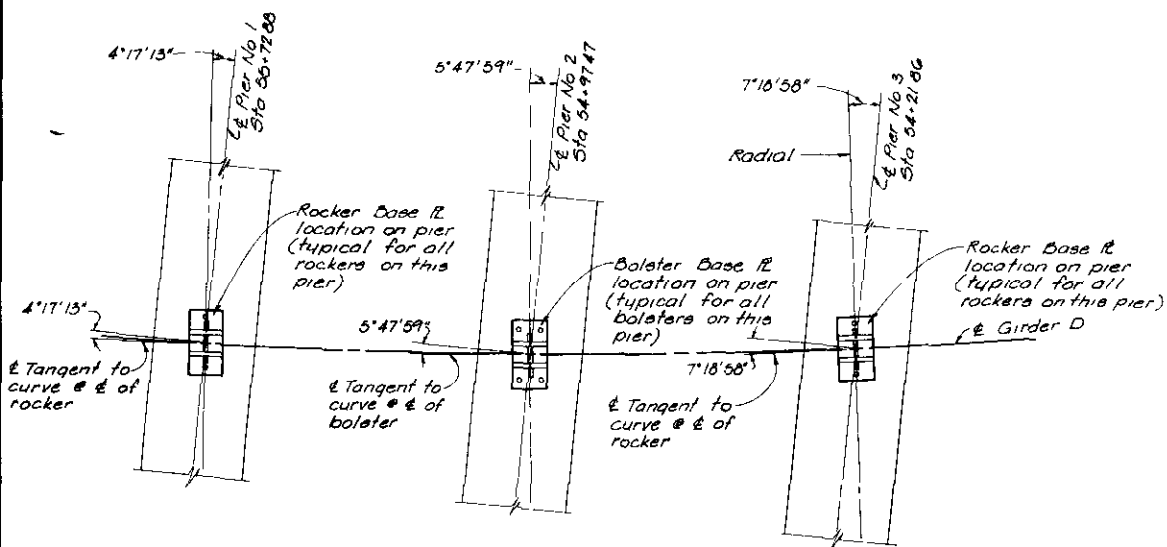 4°17'13"
℄ Pier No 1
Sta 55+72 88
5°47'59"
℄ Pier No 2
Sta 54+97 47
7°18'58"
℄ Pier No 3
Sta 54+21 86
Radial
Rocker Base ℞
location on pier
(typical for all
rockers on this
pier)
Bolster Base ℞
location on pier
(typical for all
bolsters on this
pier)
Rocker Base ℞
location on pier
(typical for all
rockers on this pier)
4°17'13"
℄ Tangent to
curve @ ℄ of
rocker
5°47'59"
℄ Tangent to
curve @ ℄ of
bolster
7°18'58"
℄ Tangent to
curve @ ℄ of
rocker
℄ Girder D